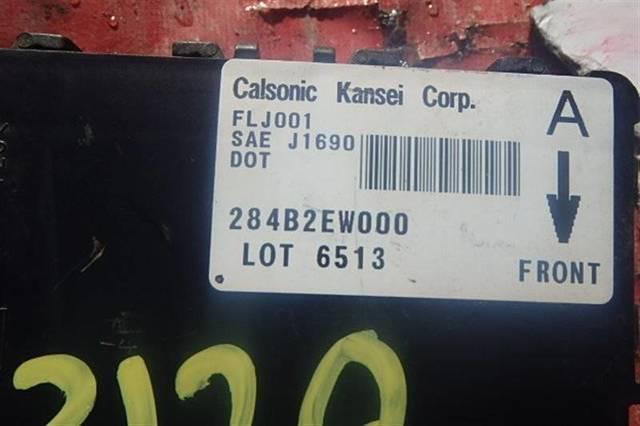 Calsonic Kansei Corp.
FLJ001
SAE J1690
DOT
284B2EW000
LOT 6513
A
FRONT